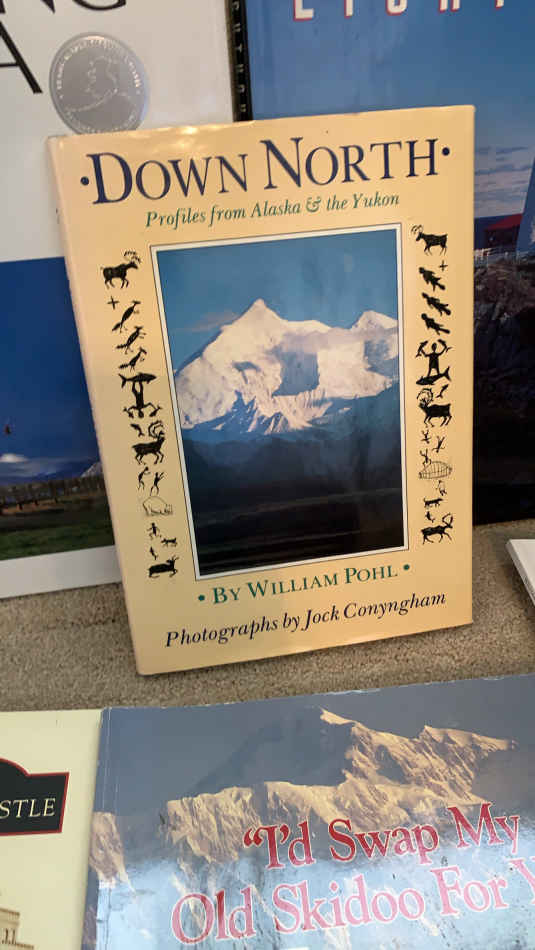 DOWN NORTH
Profiles from Alaska & the Yukon
• BY WILLIAM POHL •
Photographs by Jock Conyngham
STLE
"I'd Swap My
Old Skidoo For